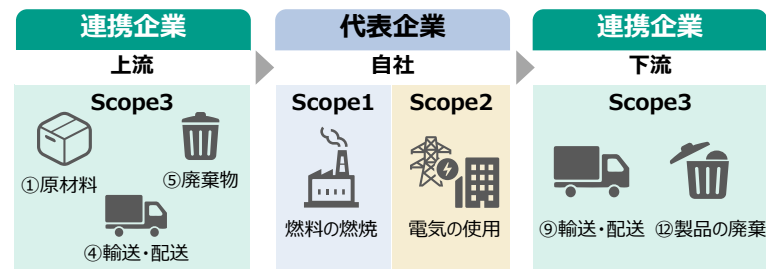 連携企業
代表企業
連携企業
上流
自社
下流
Scope3
Scope1
Scope2
Scope3
①原材料
⑤廃棄物
④輸送・配送
燃料の燃焼
電気の使用
⑨輸送・配送
⑫製品の廃棄